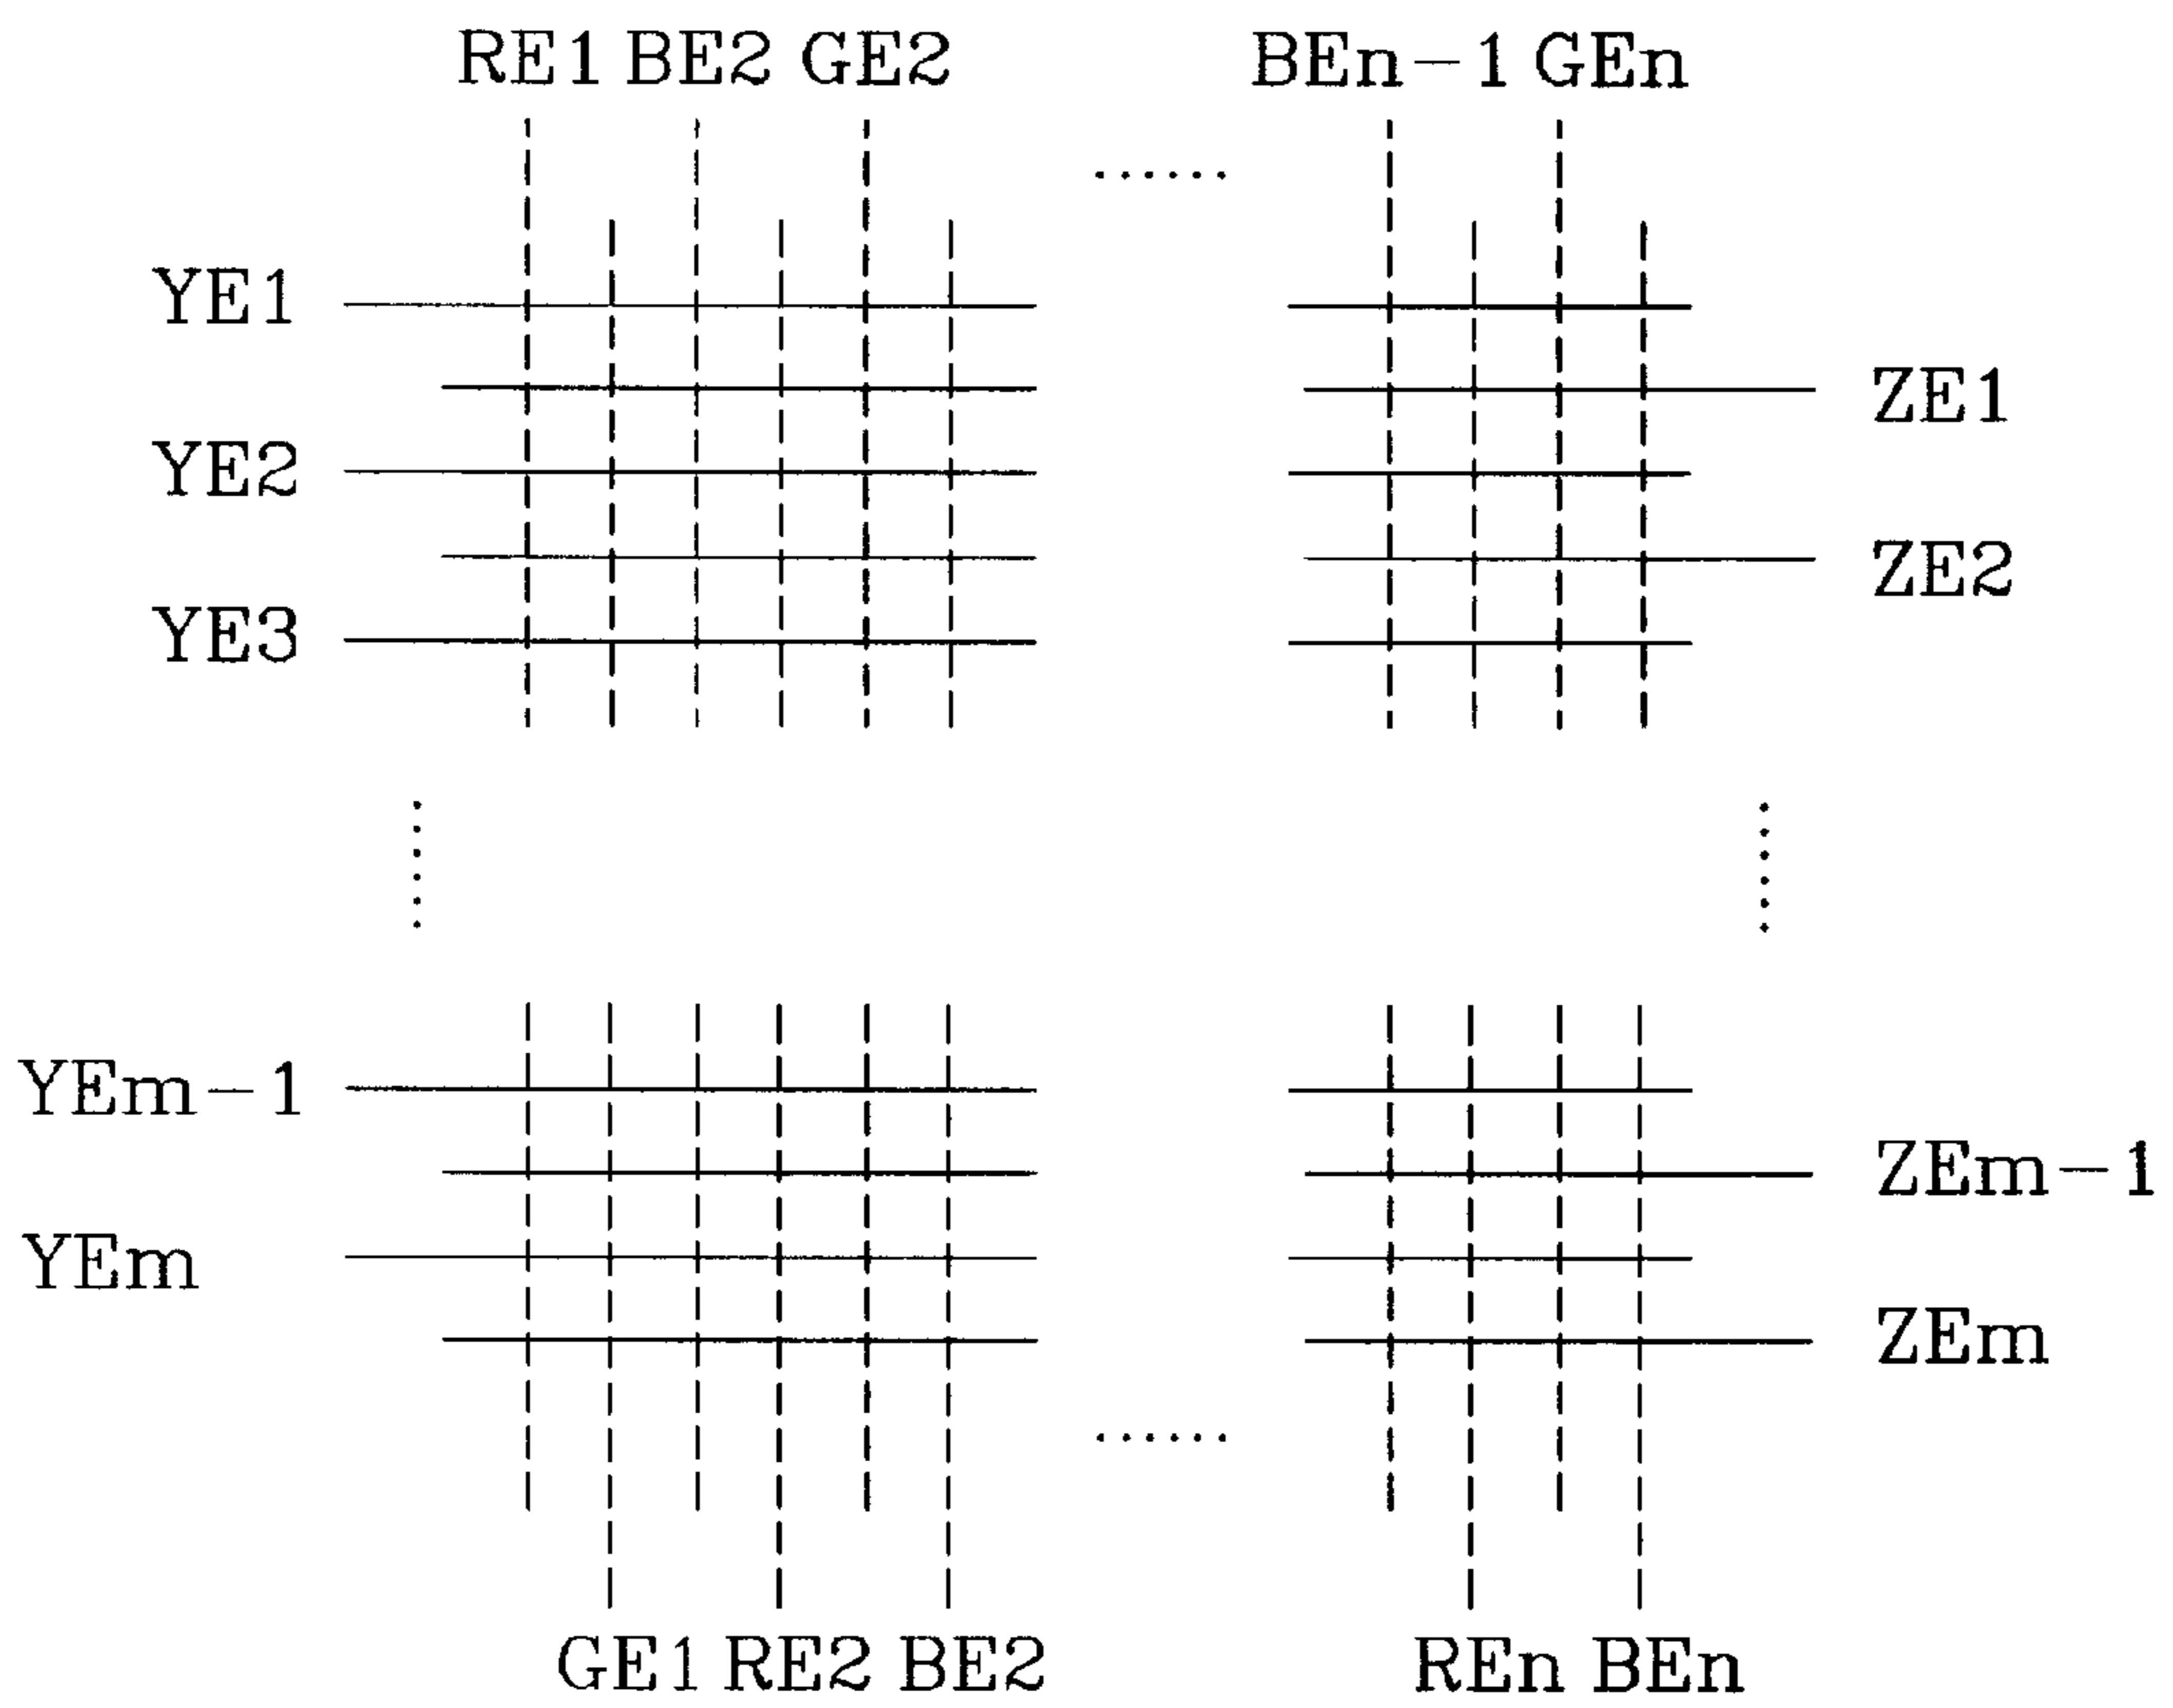 RE1 BE2 GE2 BEn-1 GEn
YE1
ZE1
YE2
ZE2
YE3
YEm-1
ZEm-1
YEm
ZEm
GE1 RE2 BE2 REn BEn